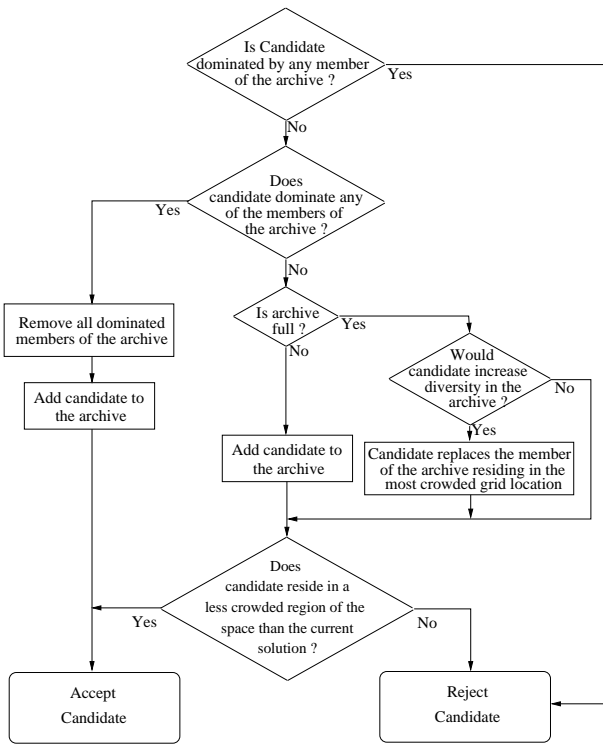 Is Candidate
dominated by any member
of the archive ?
Yes
No
Does
candidate dominate any
of the members of
the archive ?
Yes
No
Remove all dominated
members of the archive
Is archive
full ?
Yes
No
Would
candidate increase
diversity in the
archive ?
No
Yes
Add candidate to
the archive
Add candidate to
the archive
Candidate replaces the member
of the archive residing in the
most crowded grid location
Does
candidate reside in a
less crowded region of the
space than the current
solution ?
Yes
No
Accept
Candidate
Reject
Candidate